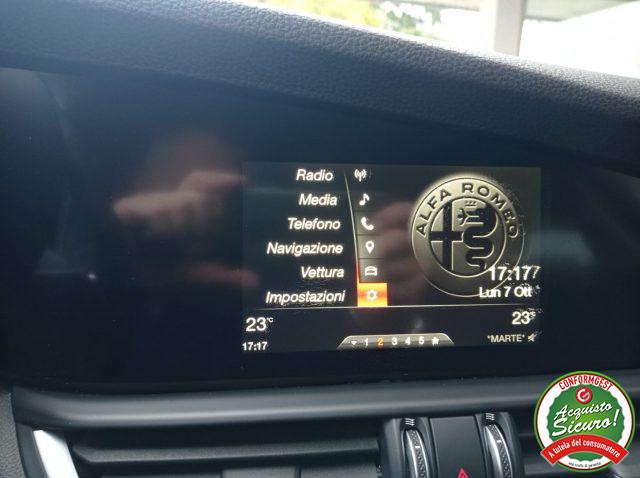 Radio
Media
Telefono
Navigazione
Vettura
Impostazioni
ALFA ROMEO
17:17
Lun 7 Ott
23°C
17:17
1 2 3 4 5
23°
*MARTE*
CONFORMGEST
Acquisto
Sicuro!
A tutela del consumatore